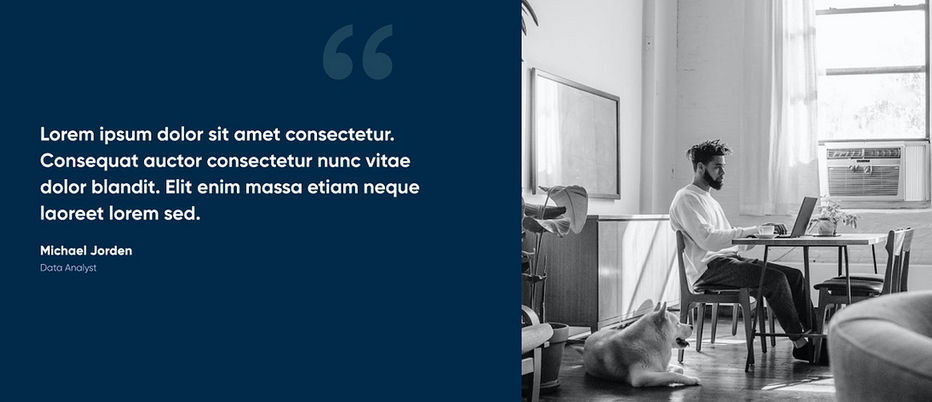 “
Lorem ipsum dolor sit amet consectetur.
Consequat auctor consectetur nunc vitae
dolor blandit. Elit enim massa etiam neque
laoreet lorem sed.
Michael Jorden
Data Analyst